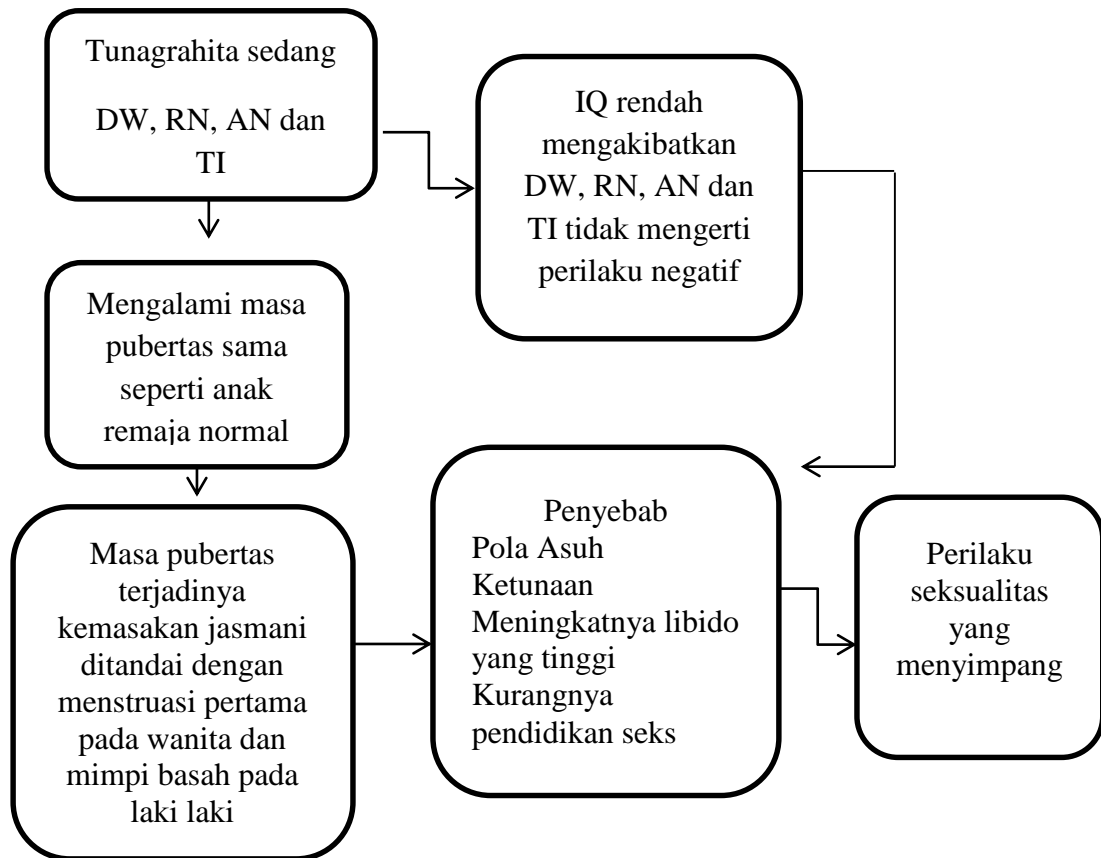 Tunagrahita sedang
DW, RN, AN dan
TI
IQ rendah
mengakibatkan
DW, RN, AN dan
TI tidak mengerti
perilaku negatif
Mengalami masa
pubertas sama
seperti anak
remaja normal
Masa pubertas
terjadinya
kemasakan jasmani
ditandai dengan
menstruasi pertama
pada wanita dan
mimpi basah pada
laki laki
Penyebab
Pola Asuh
Ketunaan
Meningkatnya libido
yang tinggi
Kurangnya
pendidikan seks
Perilaku
seksualitas
yang
menyimpang